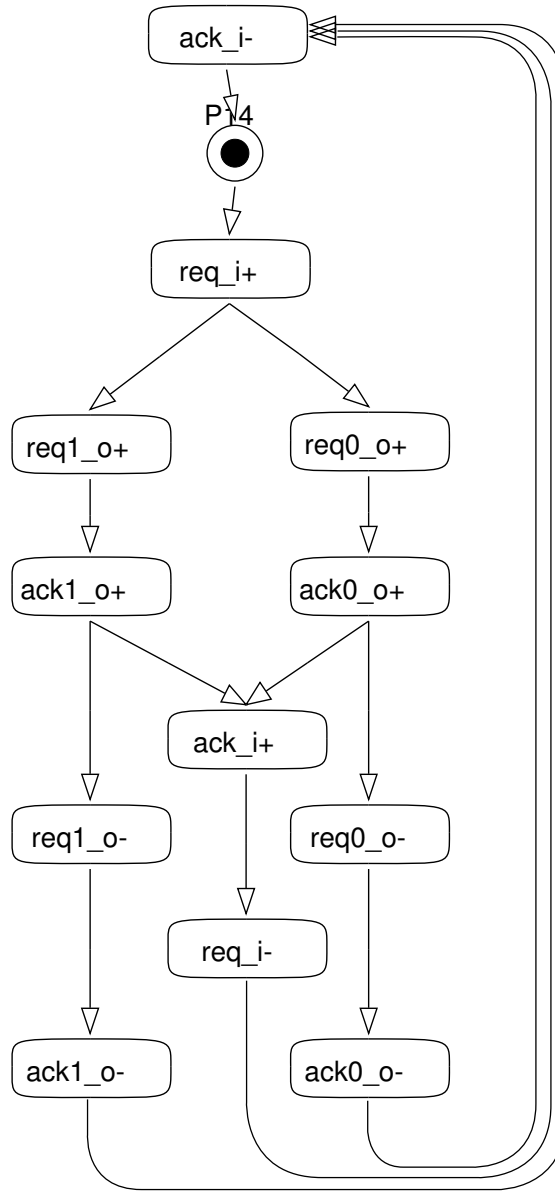 ack_i-
P14
req_i+
req1_o+
req0_o+
ack1_o+
ack0_o+
ack_i+
req1_o-
req0_o-
req_i-
ack1_o-
ack0_o-